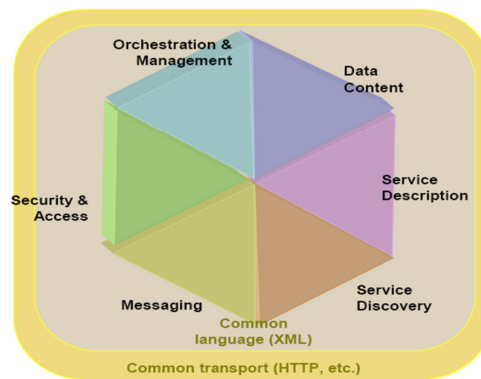 Orchestration &
Management
Data
Content
Security &
Access
Service
Description
Messaging
Service
Discovery
Common
language (XML)
Common transport (HTTP, etc.)